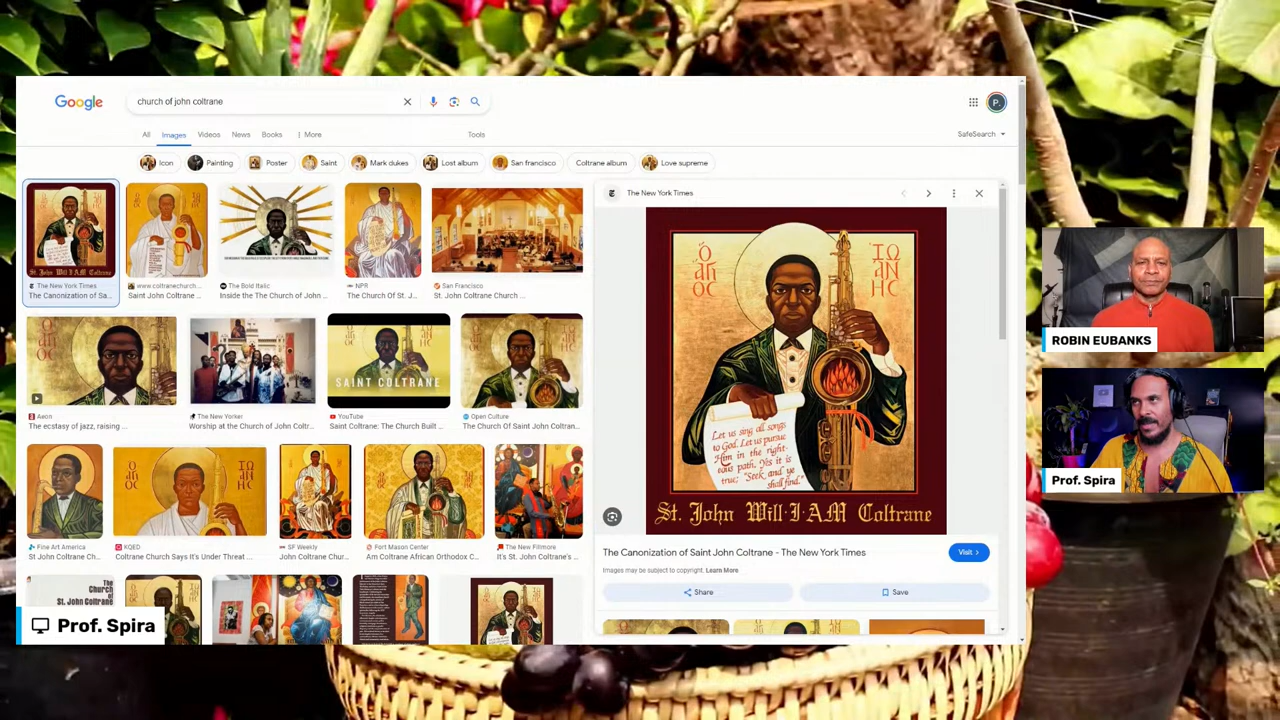 Google
church of john coltrane
P.
All Images Videos News Books More Tools
SafeSearch
Icon Painting Poster Saint Mark dukes Lost album San francisco Coltrane album Love supreme
The New York Times
The Canonization of Sa...
www.coltranechurch...
Saint John Coltrane ...
The Bold Italic
Inside the The Church of John ...
NPR
The Church Of St. J...
San Francisco
St. John Coltrane Church ...
Aeon
The ecstasy of jazz, raising ...
The New Yorker
Worship at the Church of John Coltr...
SAINT COLTRANE
YouTube
Saint Coltrane: The Church Built ...
Open Culture
The Church Of Saint John Coltran...
Fine Art America
St John Coltrane Ch...
KQED
Coltrane Church Says It's Under Threat ...
SF Weekly
John Coltrane Chur...
Fort Mason Center
Am Coltrane African Orthodox C...
The New Fillmore
It's St. John Coltrane's ...
The
Church
of
St. John Coltrane
The New York Times
Let us sing all songs
to God. Let us pursue
Him in the right-
eous path. Yes it is
true; "Seek and ye
shall find."
St. John Will·I·AM Coltrane
The Canonization of Saint John Coltrane - The New York Times
Visit
Images may be subject to copyright. Learn More
Share
Save
ROBIN EUBANKS
Prof. Spira
Prof. Spira